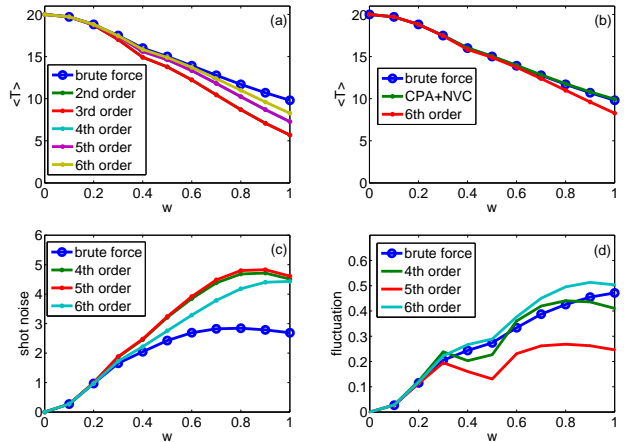 (a)
20
15
10
5
0
<T>
brute force
2nd order
3rd order
4th order
5th order
6th order
0 0.2 0.4 0.6 0.8 1
w
(b)
20
15
10
5
0
<T>
brute force
CPA+NVC
6th order
0 0.2 0.4 0.6 0.8 1
w
(c)
6
5
4
3
2
1
0
shot noise
brute force
4th order
5th order
6th order
0 0.2 0.4 0.6 0.8 1
w
(d)
0.6
0.5
0.4
0.3
0.2
0.1
0
fluctuation
brute force
4th order
5th order
6th order
0 0.2 0.4 0.6 0.8 1
w